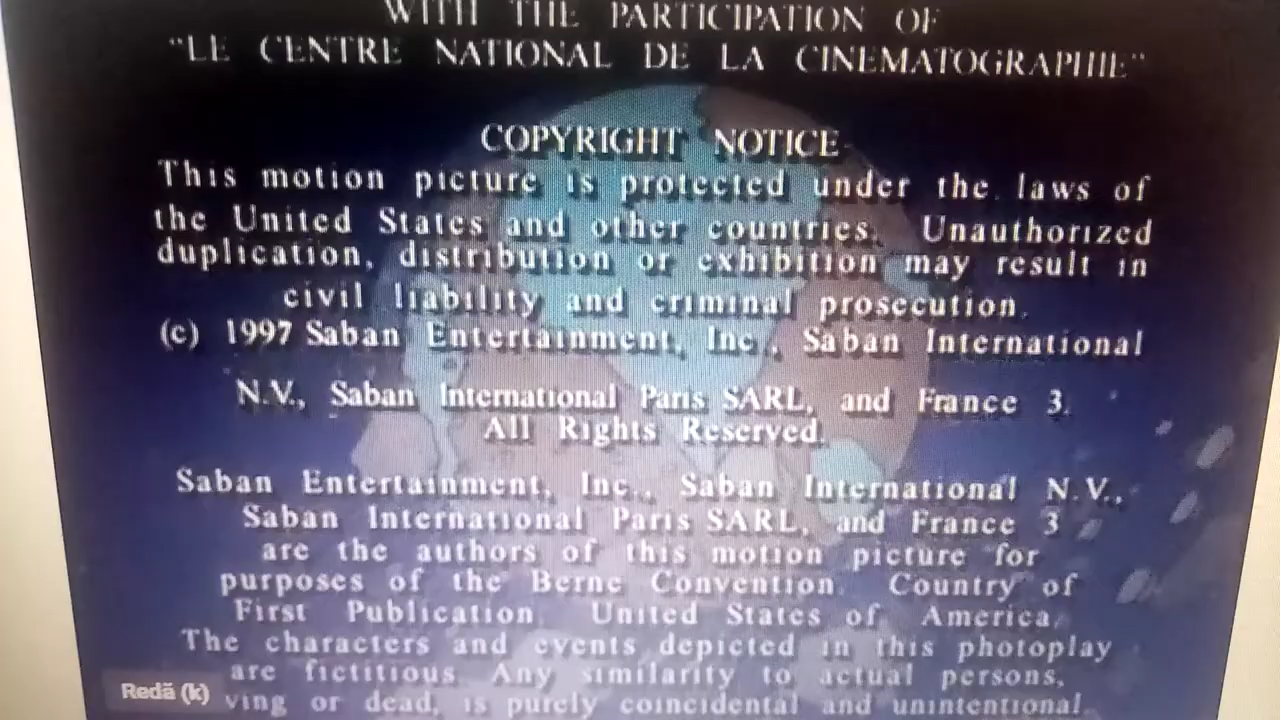 WITH THE PARTICIPATION OF
"LE CENTRE NATIONAL DE LA CINEMATOGRAPHIE"
COPYRIGHT NOTICE
This motion picture is protected under the laws of
the United States and other countries. Unauthorized
duplication, distribution or exhibition may result in
civil liability and criminal prosecution.
(c) 1997 Saban Entertainment, Inc., Saban International
N.V., Saban International Paris SARL, and France 3.
All Rights Reserved.
Saban Entertainment, Inc., Saban International N.V.,
Saban International Paris SARL, and France 3
are the authors of this motion picture for
purposes of the Berne Convention. Country of
First Publication United States of America.
The characters and events depicted in this photoplay
are fictitious. Any similarity to actual persons,
ving or dead, is purely coincidental and unintentional.
Redă (k)